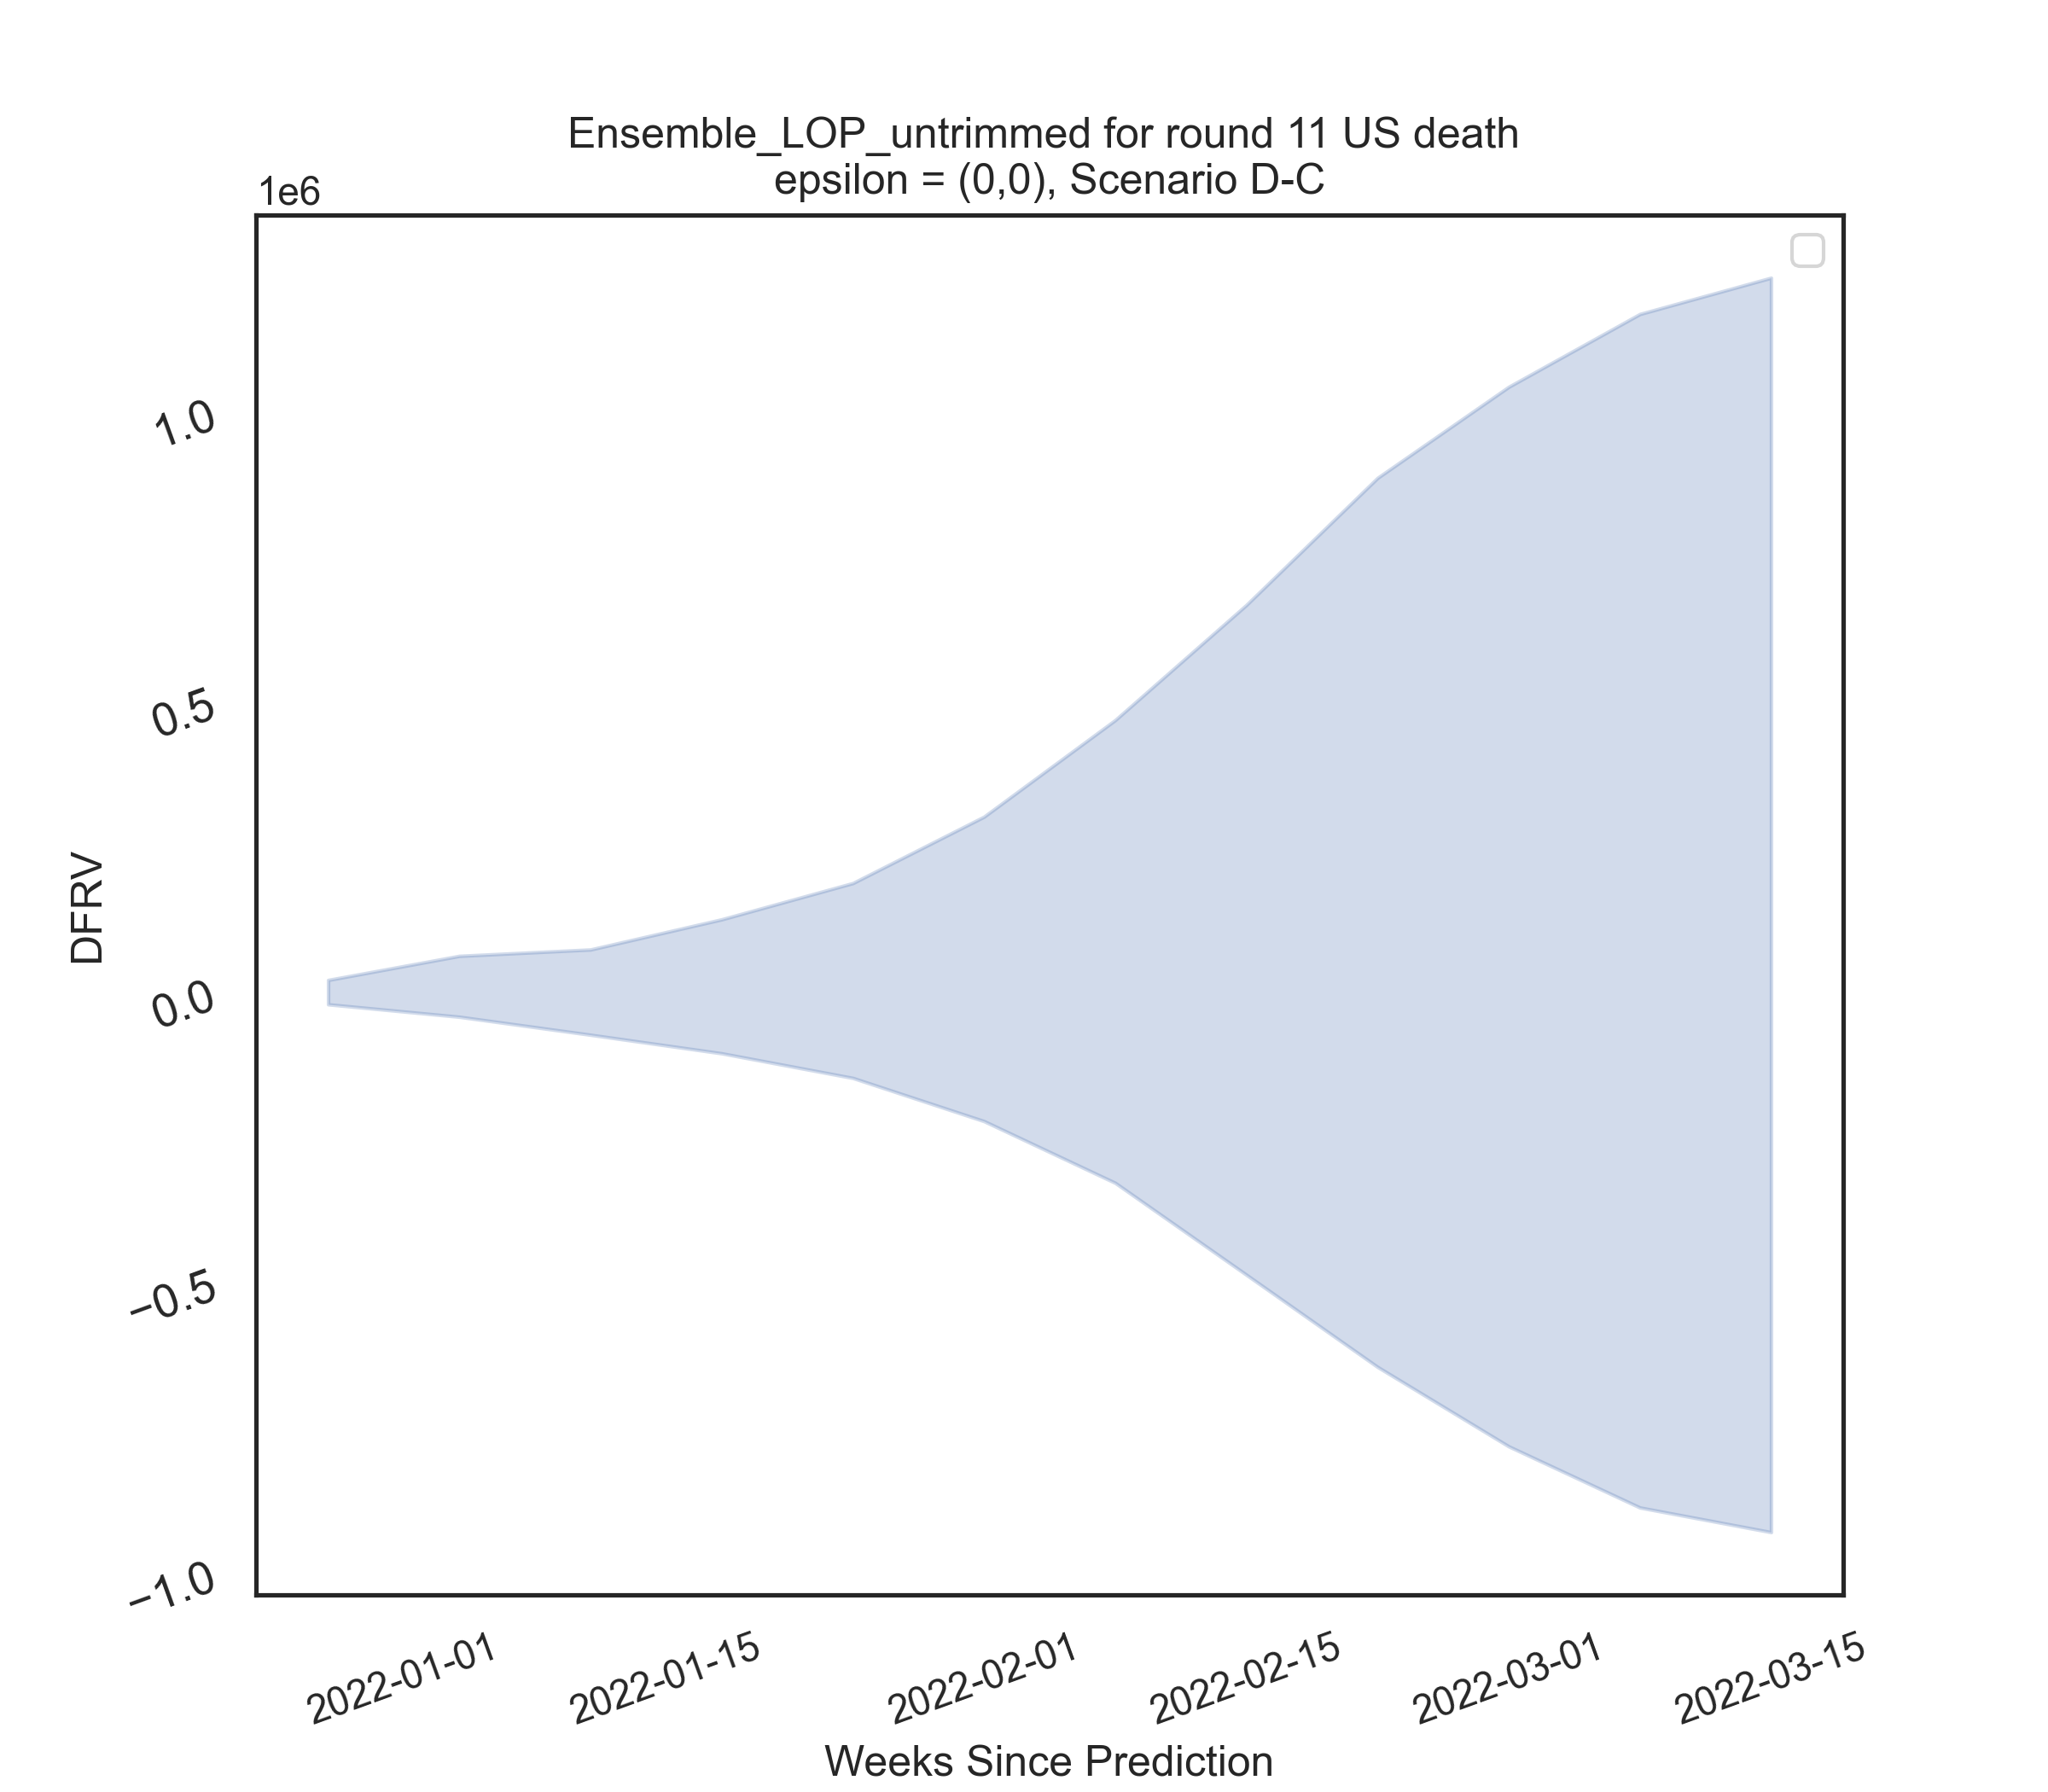 Ensemble_LOP_untrimmed for round 11 US death
epsilon = (0,0), Scenario D-C
1e6
1.0
0.5
0.0
−0.5
−1.0
DFRV
2022-01-01
2022-01-15
2022-02-01
2022-02-15
2022-03-01
2022-03-15
Weeks Since Prediction